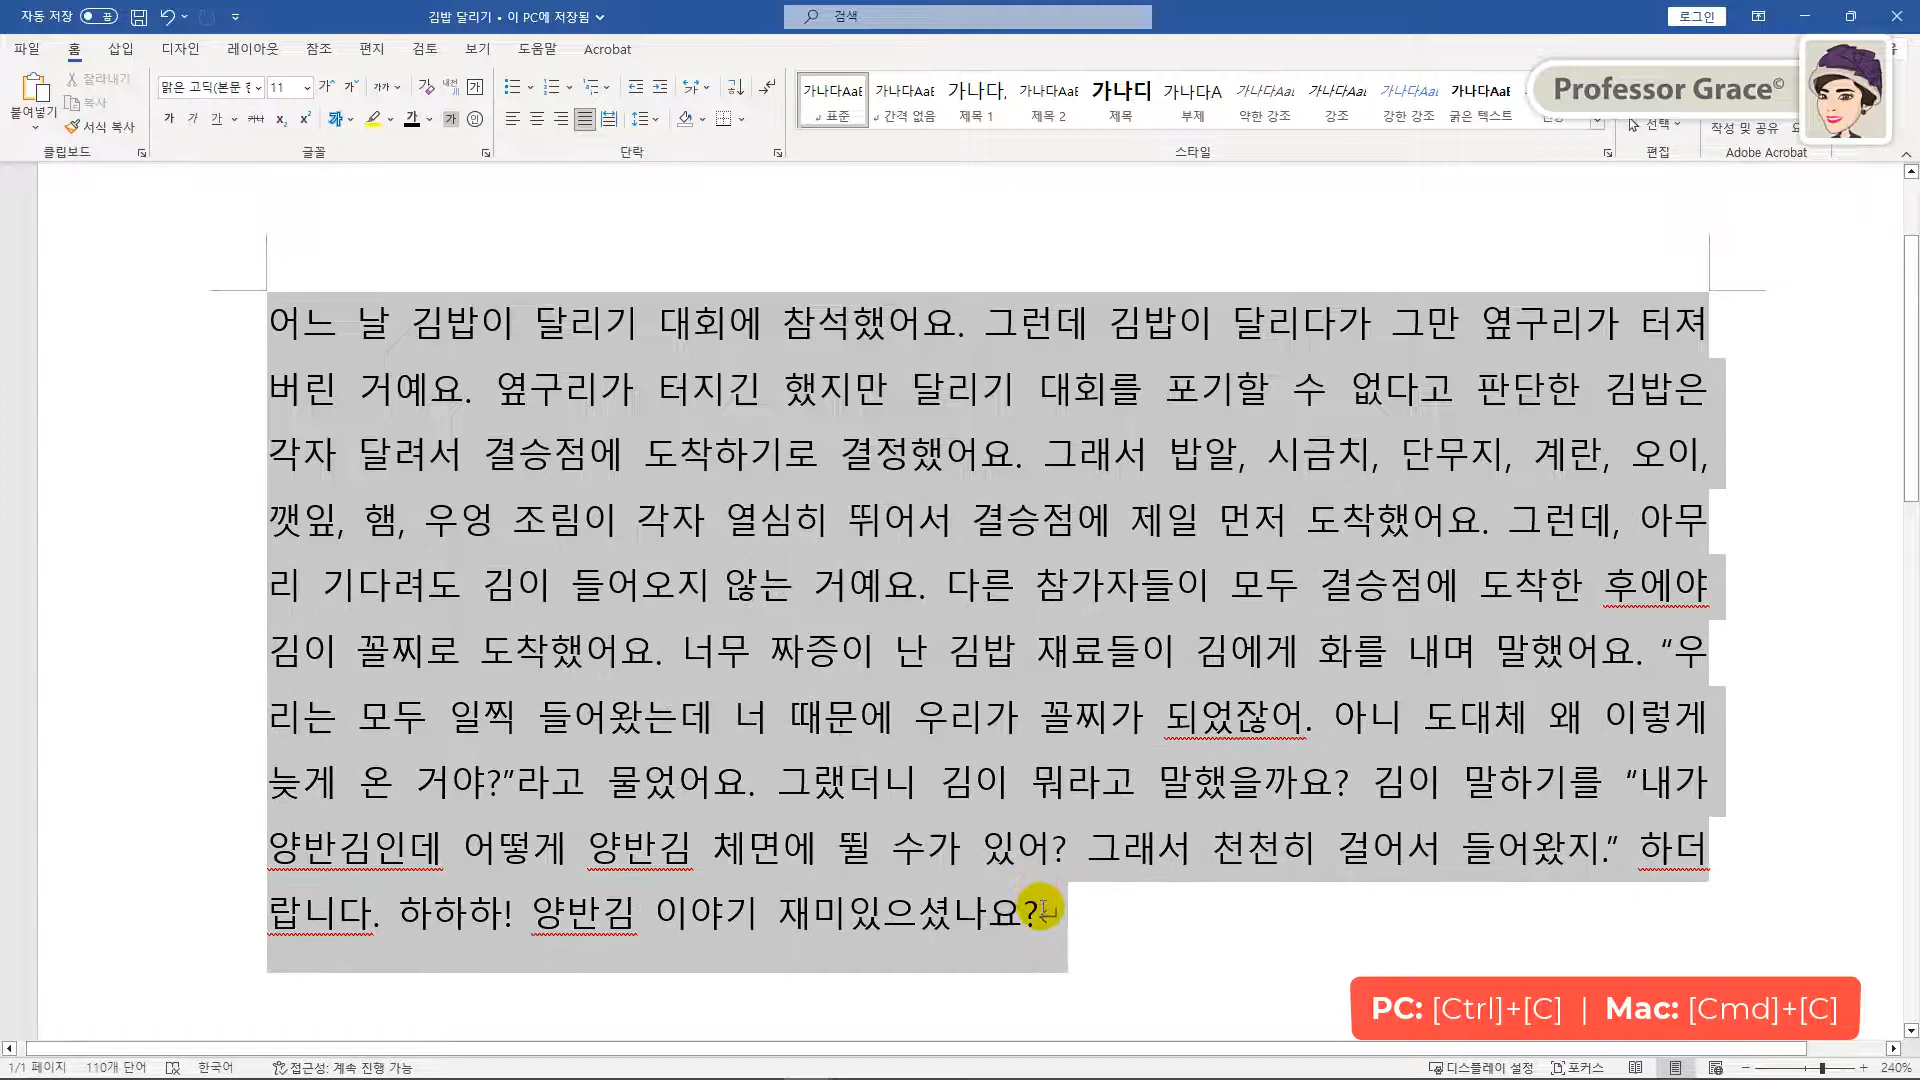 자동 저장 끔 김밥 달리기 • 이 PC에 저장됨 검색 로그인
파일 홈 삽입 디자인 레이아웃 참조 편지 검토 보기 도움말 Acrobat
붙여넣기 잘라내기 복사 서식 복사
맑은 고딕(본문 한 11
가나다AaB 가나다AaB 가나다, 가나다AaB 가나다 가나다A 가나다AaB 가나다AaB 가나다AaB 가나다AaB
표준 간격 없음 제목 1 제목 2 제목 부제 약한 강조 강조 강한 강조 굵은 텍스트
선택 작성 및 공유
클립보드 글꼴 단락 스타일 편집 Adobe Acrobat
Professor Grace©
어느 날 김밥이 달리기 대회에 참석했어요. 그런데 김밥이 달리다가 그만 옆구리가 터져
버린 거예요. 옆구리가 터지긴 했지만 달리기 대회를 포기할 수 없다고 판단한 김밥은
각자 달려서 결승점에 도착하기로 결정했어요. 그래서 밥알, 시금치, 단무지, 계란, 오이,
깻잎, 햄, 우엉 조림이 각자 열심히 뛰어서 결승점에 제일 먼저 도착했어요. 그런데, 아무
리 기다려도 김이 들어오지 않는 거예요. 다른 참가자들이 모두 결승점에 도착한 후에야
김이 꼴찌로 도착했어요. 너무 짜증이 난 김밥 재료들이 김에게 화를 내며 말했어요. “우
리는 모두 일찍 들어왔는데 너 때문에 우리가 꼴찌가 되었잖어. 아니 도대체 왜 이렇게
늦게 온 거야?”라고 물었어요. 그랬더니 김이 뭐라고 말했을까요? 김이 말하기를 “내가
양반김인데 어떻게 양반김 체면에 뛸 수가 있어? 그래서 천천히 걸어서 들어왔지.” 하더
랍니다. 하하하! 양반김 이야기 재미있으셨나요?
PC: [Ctrl]+[C] | Mac: [Cmd]+[C]
1/1 페이지 110개 단어 한국어 접근성: 계속 진행 가능 디스플레이 설정 포커스 240%